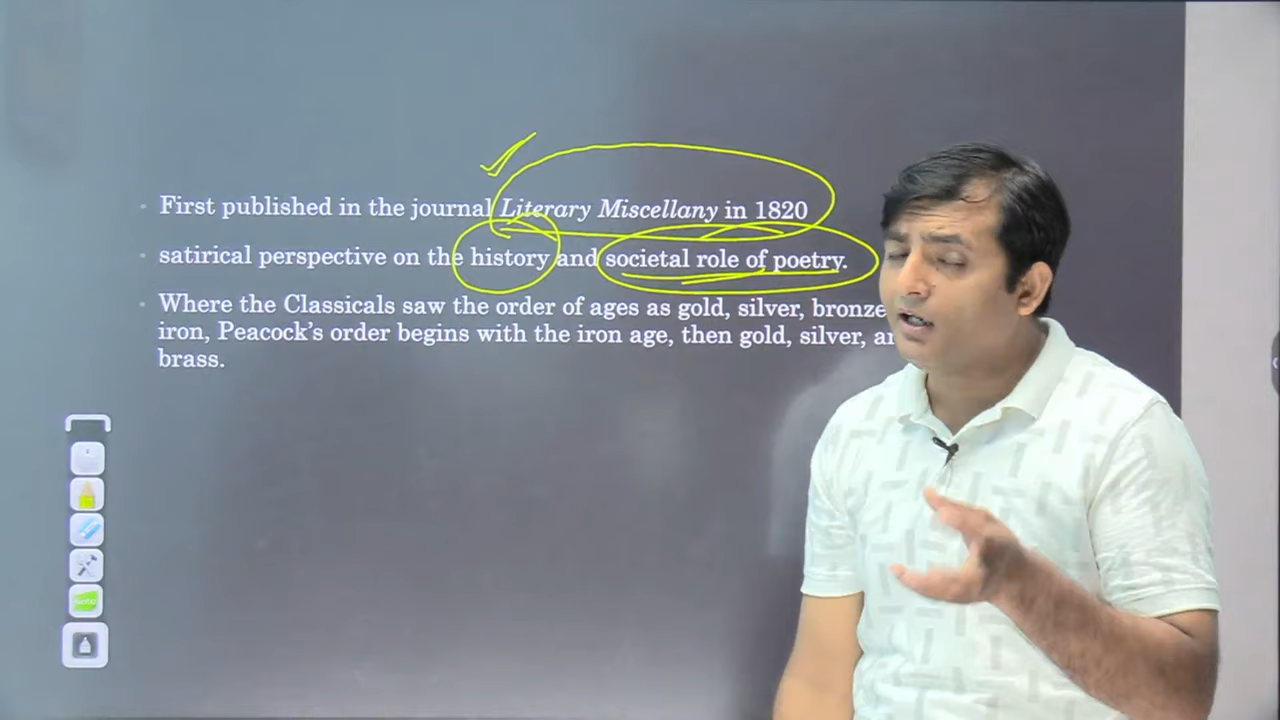 First published in the journal Literary Miscellany in 1820
satirical perspective on the history and societal role of poetry.
Where the Classicals saw the order of ages as gold, silver, bronze
iron, Peacock's order begins with the iron age, then gold, silver,
brass.